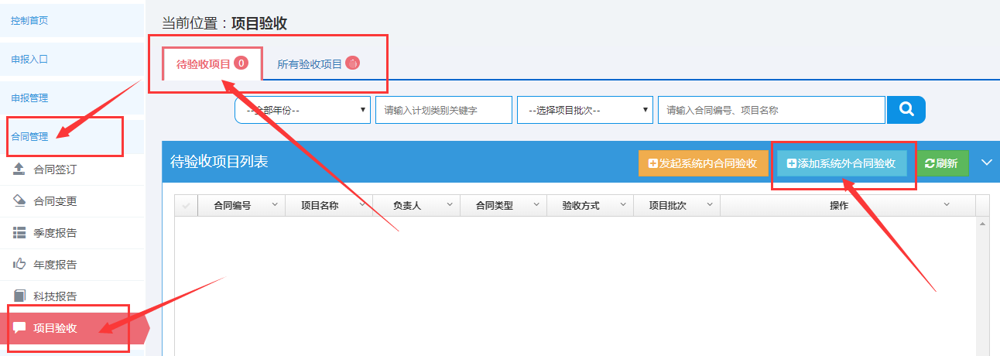 控制首页
申报入口
申报管理
合同管理
合同签订
合同变更
季度报告
年度报告
科技报告
项目验收
当前位置：项目验收
待验收项目 0
所有验收项目
--全部年份--
请输入计划类别关键字
--选择项目批次--
请输入合同编号、项目名称
待验收项目列表
发起系统内合同验收
添加系统外合同验收
刷新
合同编号
项目名称
负责人
合同类型
验收方式
项目批次
操作